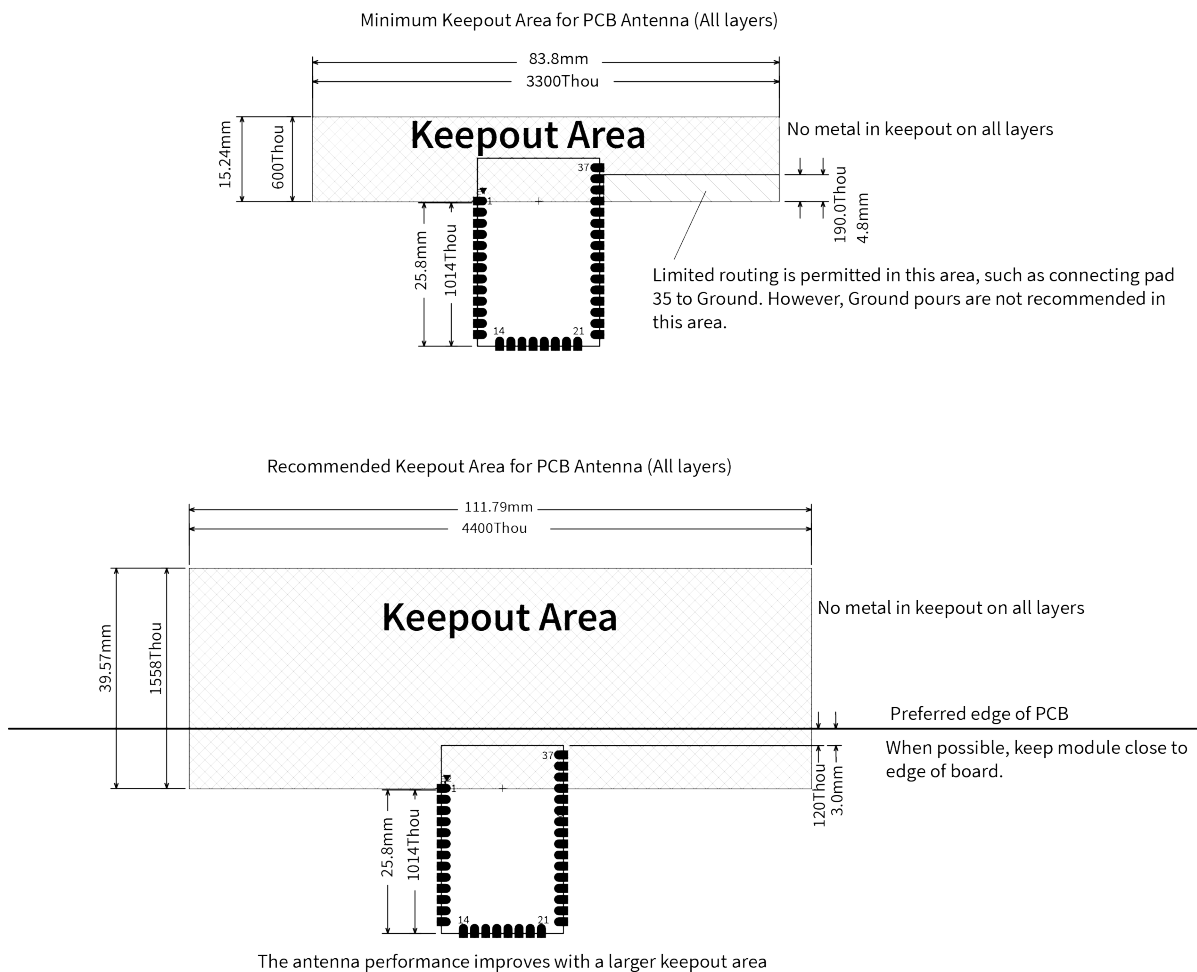 Minimum Keepout Area for PCB Antenna (All layers)
83.8mm
3300Thou
Keepout Area
No metal in keepout on all layers
15.24mm
600Thou
37
1
190.0Thou
4.8mm
25.8mm
1014Thou
Limited routing is permitted in this area, such as connecting pad
35 to Ground. However, Ground pours are not recommended in
this area.
14
21
Recommended Keepout Area for PCB Antenna (All layers)
111.79mm
4400Thou
Keepout Area
No metal in keepout on all layers
39.57mm
1558Thou
Preferred edge of PCB
When possible, keep module close to
edge of board.
37
1
120Thou
3.0mm
25.8mm
1014Thou
14
21
The antenna performance improves with a larger keepout area